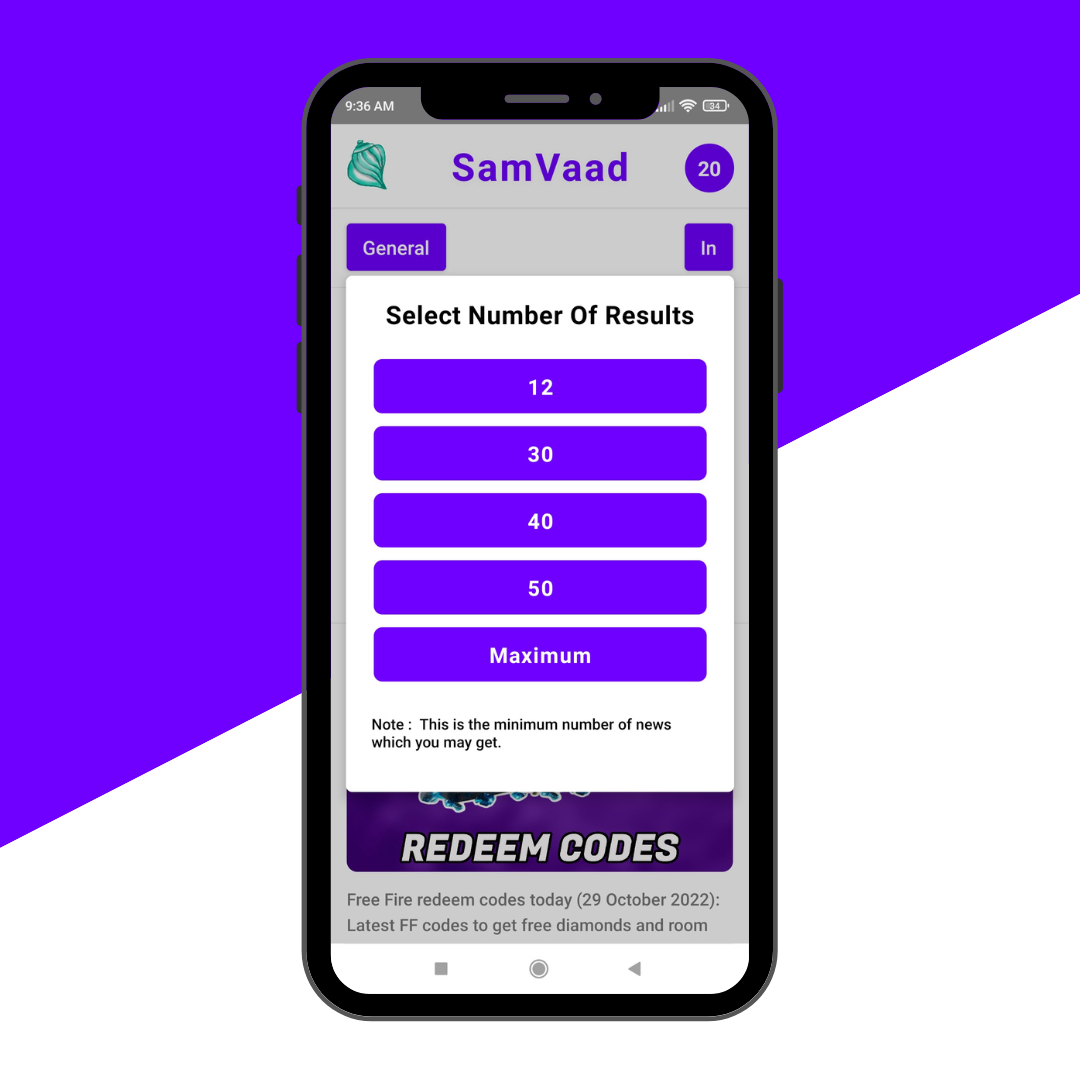 9:36 AM
34
SamVaad
20
General
In
Select Number Of Results
12
30
40
50
Maximum
Note :  This is the minimum number of news
which you may get.
REDEEM CODES
Free Fire redeem codes today (29 October 2022):
Latest FF codes to get free diamonds and room